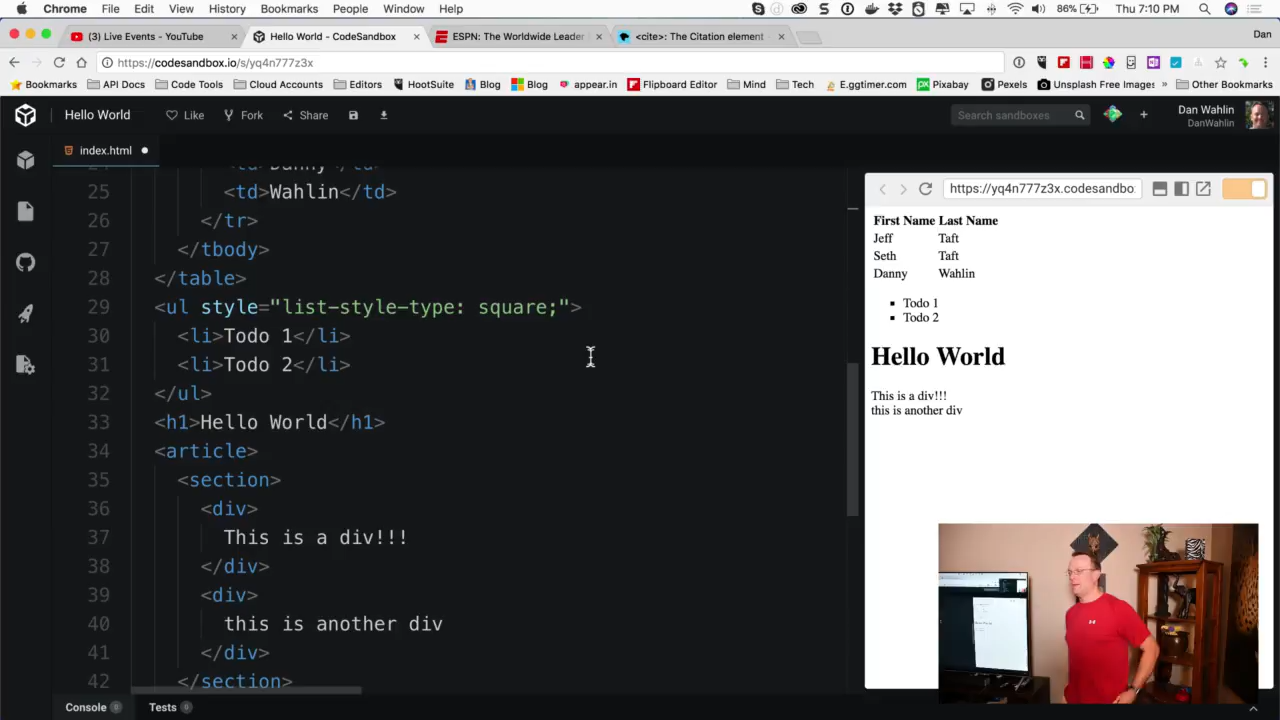 Chrome File Edit View History Bookmarks People Window Help 86% Thu 7:10 PM
(3) Live Events - YouTube Hello World - CodeSandbox ESPN: The Worldwide Leader <cite>: The Citation element Dan
https://codesandbox.io/s/yq4n777z3x
Bookmarks API Docs Code Tools Cloud Accounts Editors HootSuite Blog Blog appear.in Flipboard Editor Mind Tech E.ggtimer.com Pixabay Pexels Unsplash Free Images » Other Bookmarks
Hello World Like Fork Share Search sandboxes Dan Wahlin
DanWahlin
index.html
<td>Danny</td>
25 <td>Wahlin</td>
26 </tr>
27 </tbody>
28 </table>
29 <ul style="list-style-type: square;">
30 <li>Todo 1</li>
31 <li>Todo 2</li>
32 </ul>
33 <h1>Hello World</h1>
34 <article>
35 <section>
36 <div>
37 This is a div!!!
38 </div>
39 <div>
40 this is another div
41 </div>
42 </section>
Console 0 Tests 0
https://yq4n777z3x.codesandbo
First Name Last Name
Jeff Taft
Seth Taft
Danny Wahlin
Todo 1
Todo 2
Hello World
This is a div!!!
this is another div